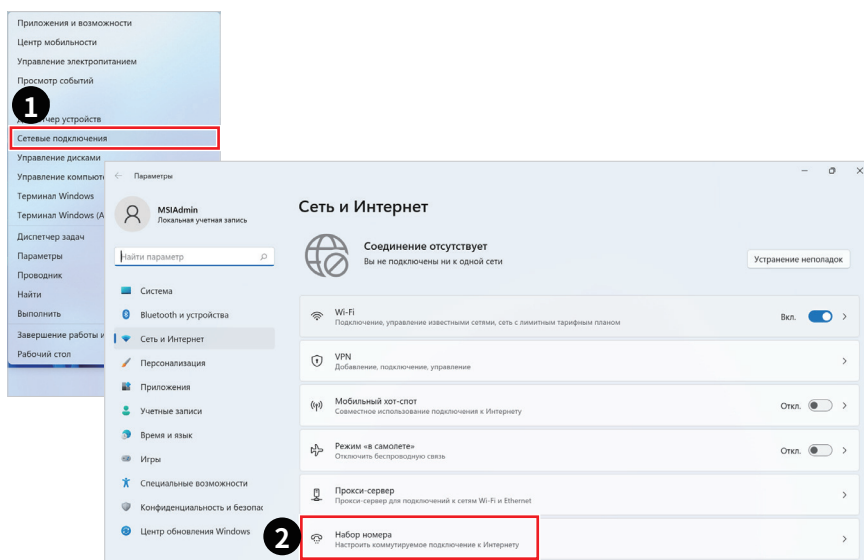 Приложения и возможности
Центр мобильности
Управление электропитанием
Просмотр событий
1
устройств
Сетевые подключения
Управление дисками
Управление
Терминал Windows
Терминал Windows (А
Диспетчер задач
Параметры
Проводник
Найти
Выполнить
Завершение работы и
Рабочий стол
Параметры
MSIAdmin
Локальная учетная запись
Найти параметр
Система
Bluetooth и устройства
Сеть и Интернет
Персонализация
Приложения
Учетные записи
Время и язык
Игры
Специальные возможности
Конфиденциальность и безопас
Центр обновления Windows
Сеть и Интернет
Соединение отсутствует
Вы не подключены ни к одной сети
Устранение неполадок
Wi-Fi
Подключение, управление известными сетями, сеть с лимитным тарифным планом
Вкл.
VPN
Добавление, подключение, управление
Мобильный хот-спот
Совместное использование подключения к Интернету
Откл.
Режим «в самолете»
Отключить беспроводную связь
Откл.
Прокси-сервер
Прокси-сервер для подключений к сетям Wi-Fi и Ethernet
2
Набор номера
Настроить коммутируемое подключение к Интернету